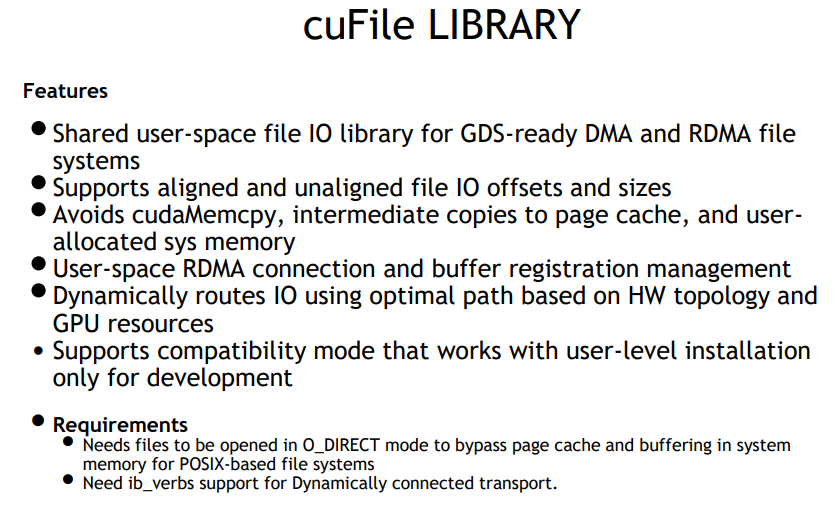 cuFile LIBRARY
Features
• Shared user-space file IO library for GDS-ready DMA and RDMA file
systems
• Supports aligned and unaligned file IO offsets and sizes
• Avoids cudaMemcpy, intermediate copies to page cache, and user-
allocated sys memory
• User-space RDMA connection and buffer registration management
• Dynamically routes IO using optimal path based on HW topology and
GPU resources
• Supports compatibility mode that works with user-level installation
only for development
• Requirements
• Needs files to be opened in O_DIRECT mode to bypass page cache and buffering in system
memory for POSIX-based file systems
• Need ib_verbs support for Dynamically connected transport.